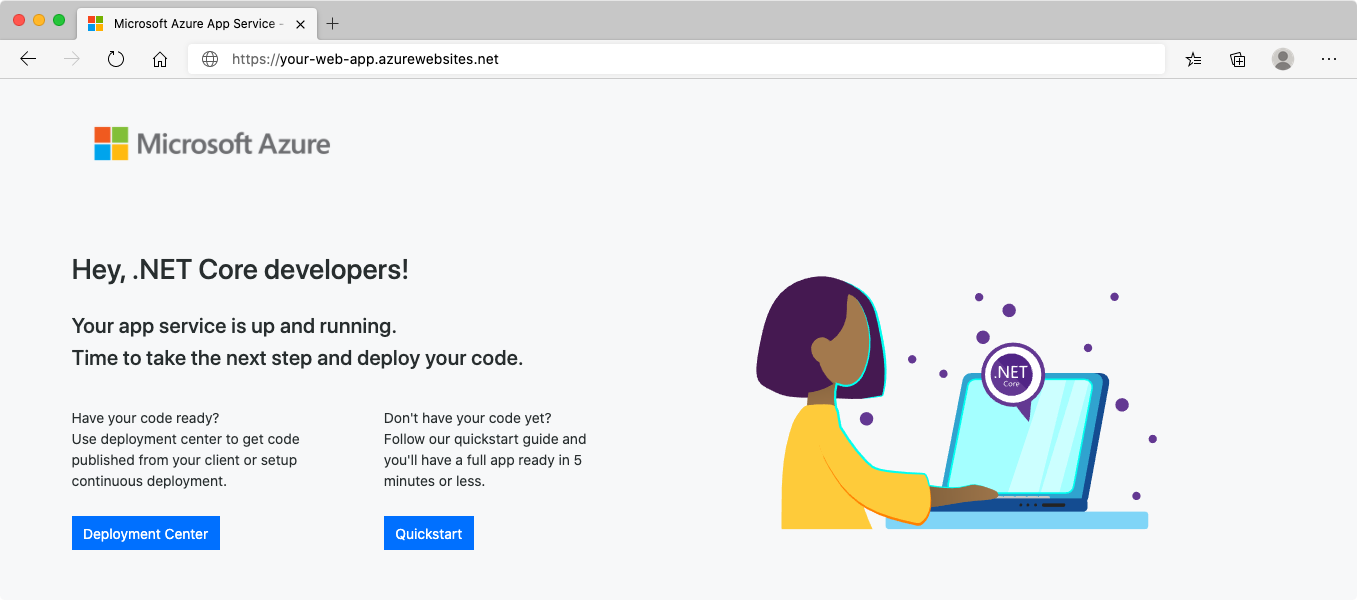 Microsoft Azure App Service -
https://your-web-app.azurewebsites.net
Microsoft Azure
Hey, .NET Core developers!
Your app service is up and running.
Time to take the next step and deploy your code.
Have your code ready?
Use deployment center to get code
published from your client or setup
continuous deployment.
Deployment Center
Don't have your code yet?
Follow our quickstart guide and
you'll have a full app ready in 5
minutes or less.
Quickstart
.NET
Core